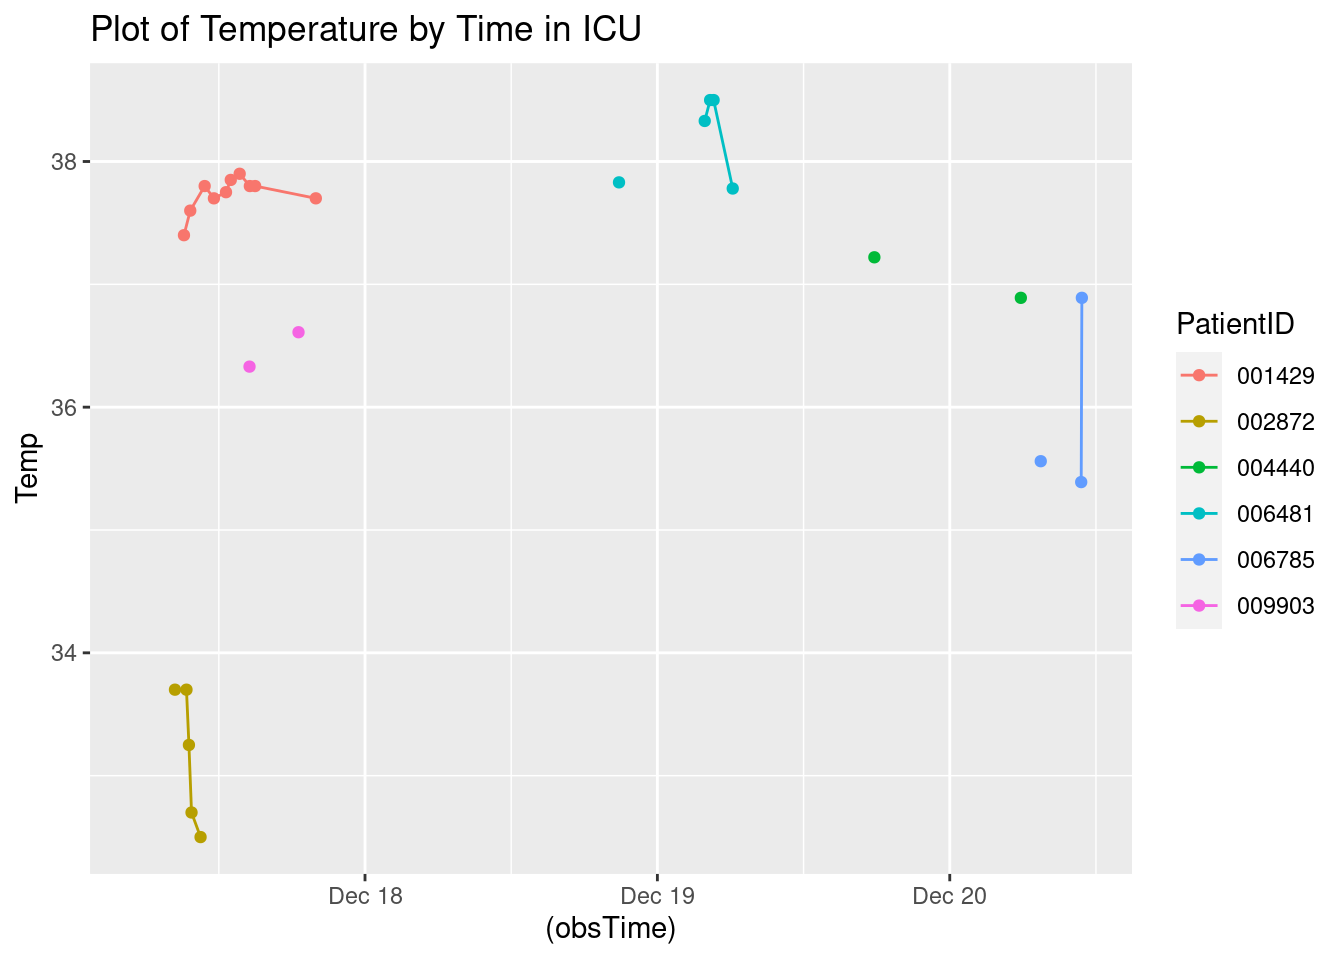 Plot of Temperature by Time in ICU
38
36
34
Temp
Dec 18
Dec 19
Dec 20
(obsTime)
PatientID
001429
002872
004440
006481
006785
009903